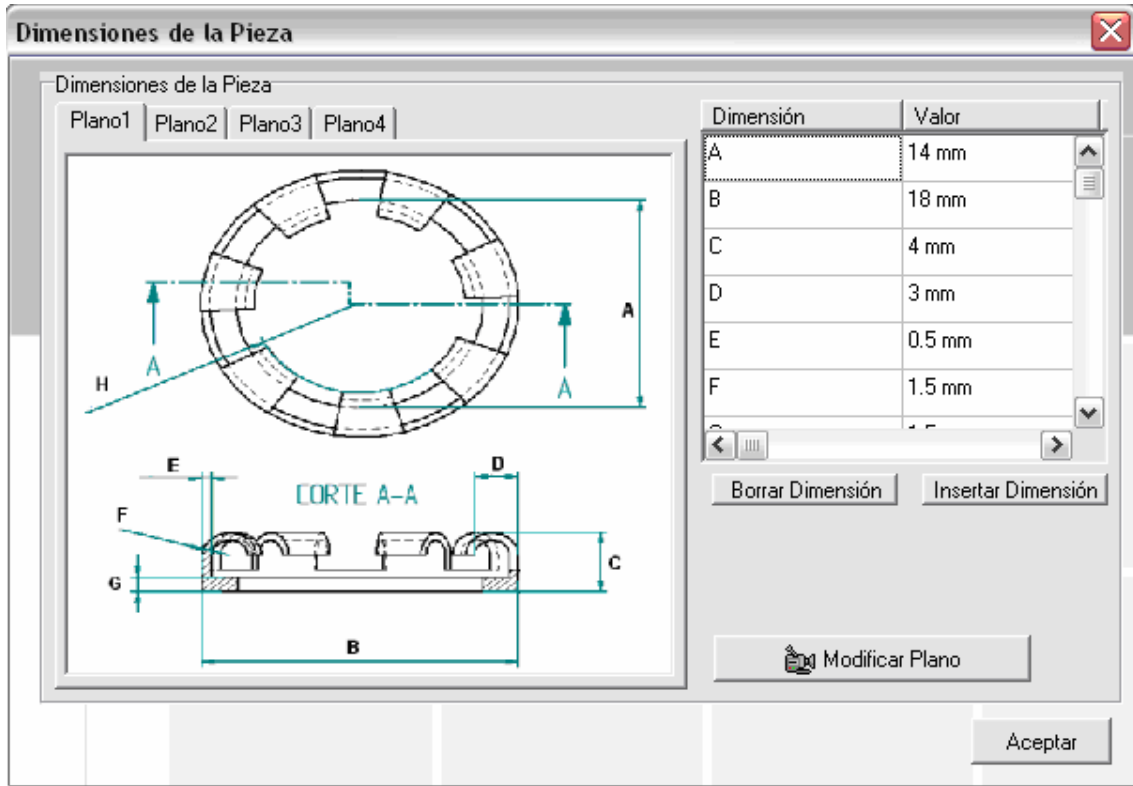 Dimensiones de la Pieza
Dimensiones de la Pieza
Plano1 Plano2 Plano3 Plano4
Dimensión Valor
A 14 mm
B 18 mm
C 4 mm
D 3 mm
E 0.5 mm
F 1.5 mm
A
A
A
H
E
D
CORTE A-A
F
C
G
B
Borrar Dimensión Insertar Dimensión
Modificar Plano
Aceptar